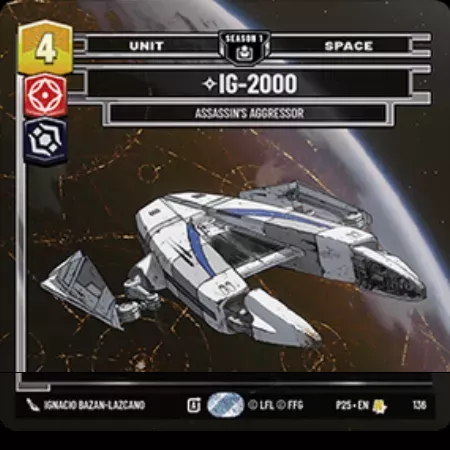 4
UNIT
SEASON 1
SPACE
IG-2000
ASSASSIN'S AGGRESSOR
IGNACIO BAZAN-LAZCANO
© LFL © FFG
P25 • EN
136